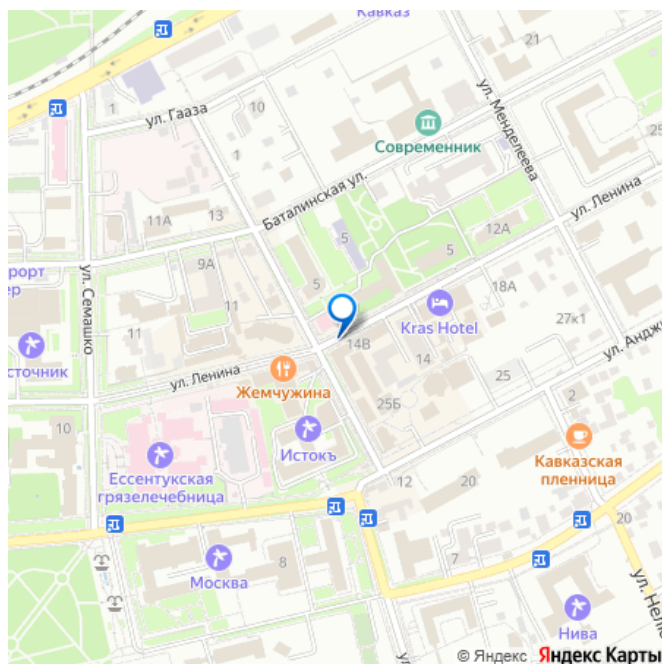 Кавказ
21
ул. Гааза
10
1
ул. Менделеева
Современник
1
Баталинская ул.
ул. Ленина
11А
13
5
12А
9А
5
5
рорт
ер
ул. Семашко
11
11
18А
Kras Hotel
27к1
14В
14
ул. Андж
сточник
ул. Ленина
Жемчужина
25
2
25Б
10
Истокъ
Кавказская
пленница
Ессентукская
грязелечебница
12
20
20
7
8
Москва
Нива
ул. Нел
ул.
© Яндекс Яндекс Карты